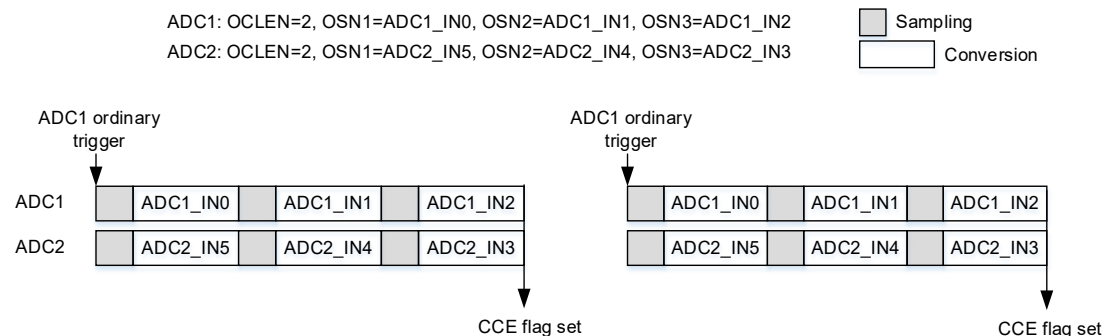 ADC1: OCLEN=2, OSN1=ADC1_IN0, OSN2=ADC1_IN1, OSN3=ADC1_IN2
ADC2: OCLEN=2, OSN1=ADC2_IN5, OSN2=ADC2_IN4, OSN3=ADC2_IN3
Sampling
Conversion
ADC1 ordinary
trigger
ADC1 ordinary
trigger
ADC1 ADC1_IN0 ADC1_IN1 ADC1_IN2 ADC1_IN0 ADC1_IN1 ADC1_IN2
ADC2 ADC2_IN5 ADC2_IN4 ADC2_IN3 ADC2_IN5 ADC2_IN4 ADC2_IN3
CCE flag set
CCE flag set